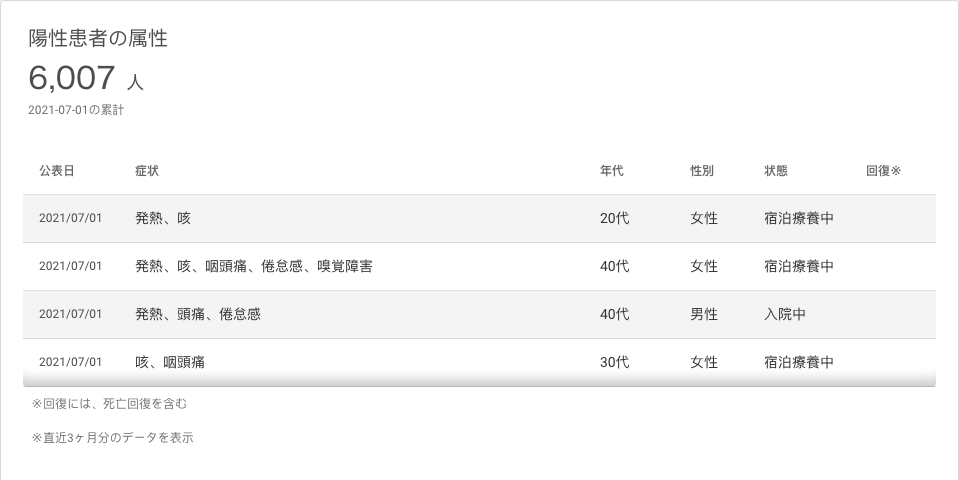 陽性患者の属性
6,007 人
2021-07-01の累計
公表日 症状 年代 性別 状態 回復※
2021/07/01 発熱、咳 20代 女性 宿泊療養中
2021/07/01 発熱、咳、咽頭痛、倦怠感、嗅覚障害 40代 女性 宿泊療養中
2021/07/01 発熱、頭痛、倦怠感 40代 男性 入院中
2021/07/01 咳、咽頭痛 30代 女性 宿泊療養中
※回復には、死亡回復を含む
※直近3ヶ月分のデータを表示